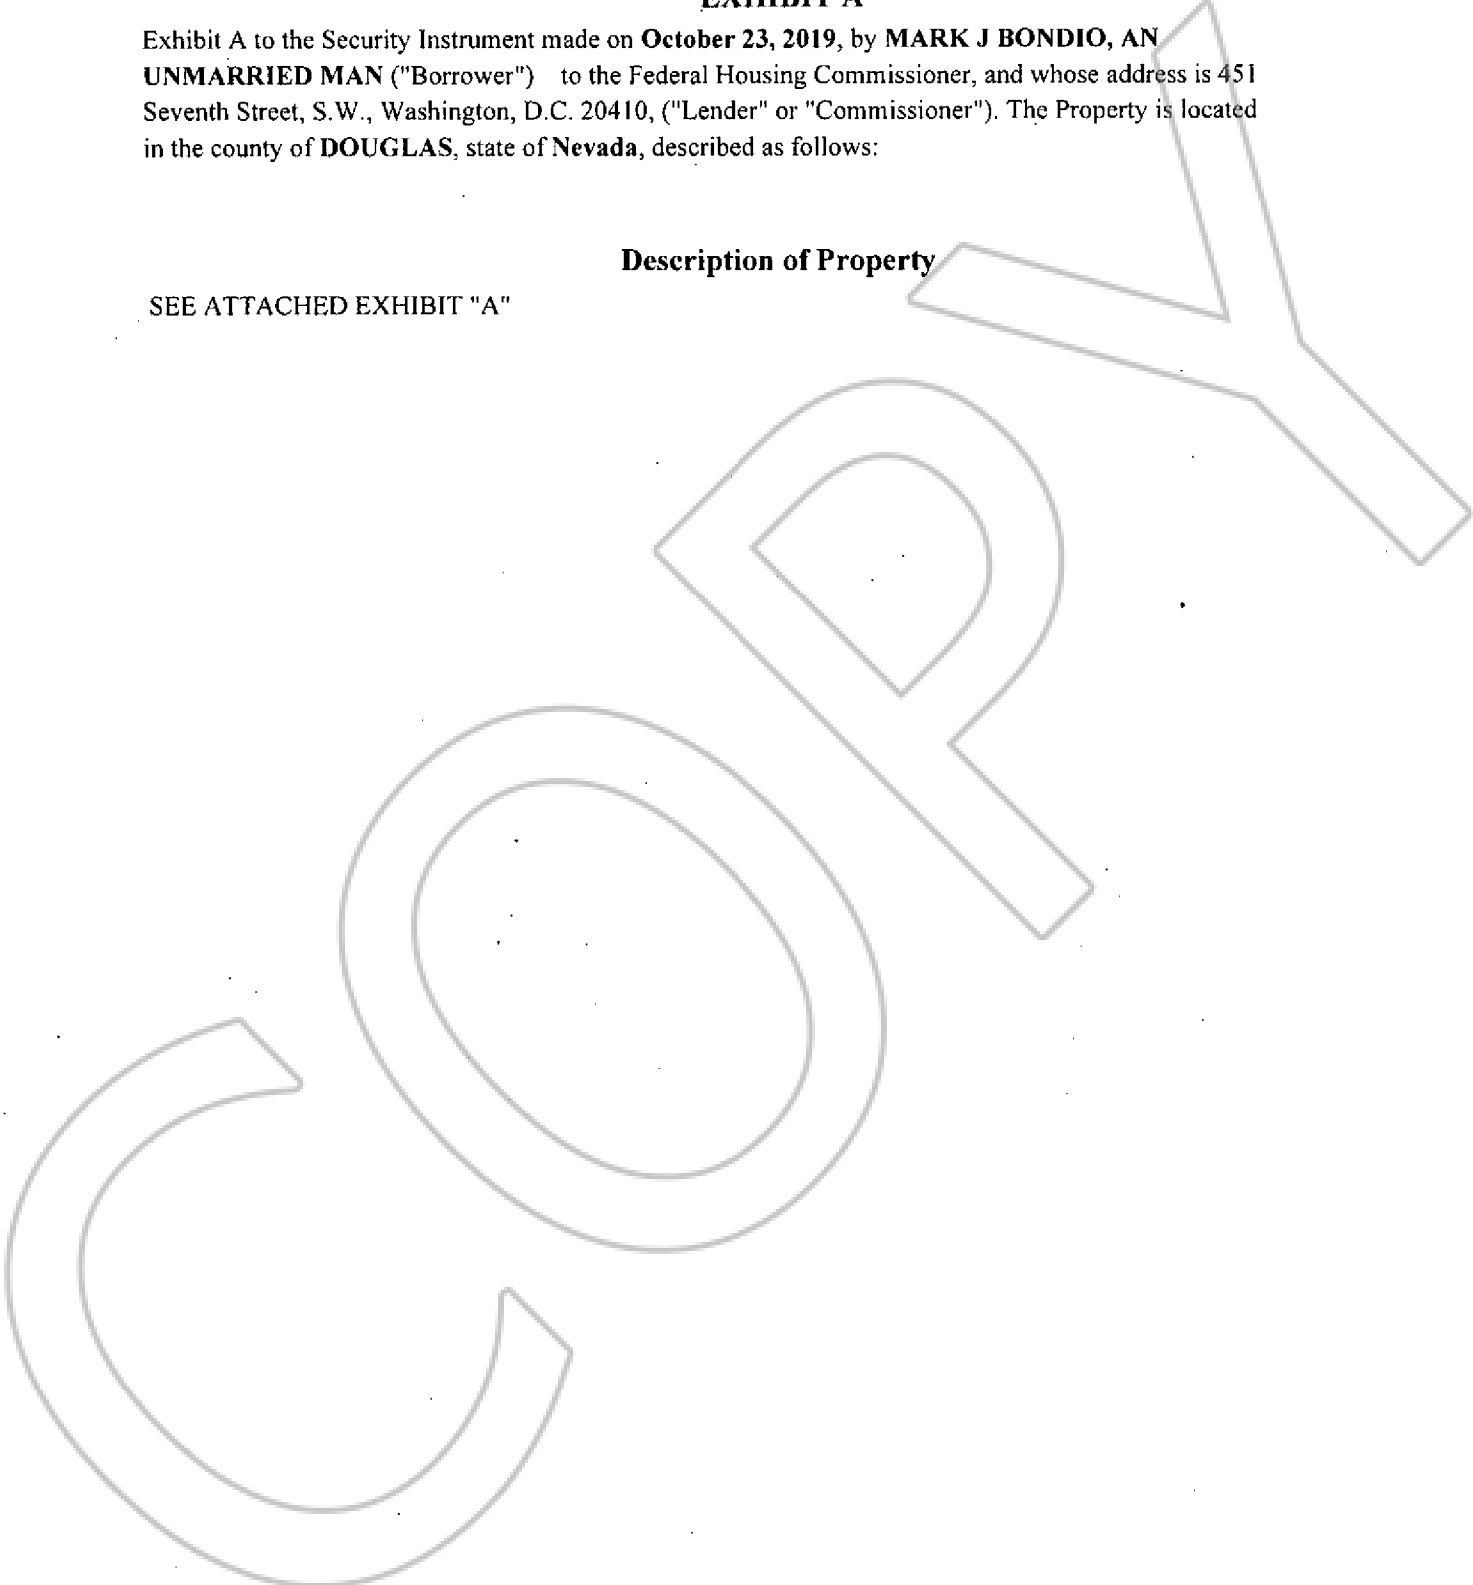 EXHIBIT A
Exhibit A to the Security Instrument made on October 23, 2019, by MARK J BONDIO, AN
UNMARRIED MAN ("Borrower") to the Federal Housing Commissioner, and whose address is 451
Seventh Street, S.W., Washington, D.C. 20410, ("Lender" or "Commissioner"). The Property is located
in the county of DOUGLAS, state of Nevada, described as follows:
Description of Property
SEE ATTACHED EXHIBIT "A"
COPY